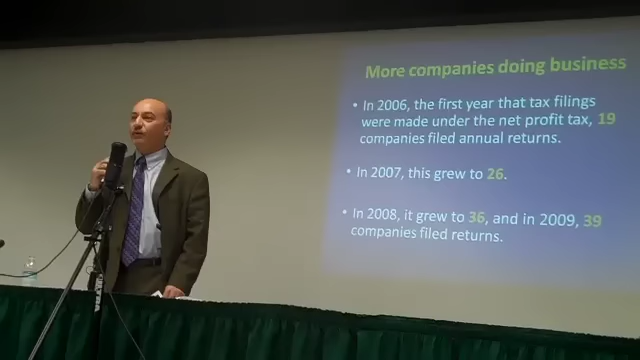 More companies doing business
• In 2006, the first year that tax filings
were made under the net profit tax, 19
companies filed annual returns.
• In 2007, this grew to 26.
• In 2008, it grew to 36, and in 2009, 39
companies filed returns.